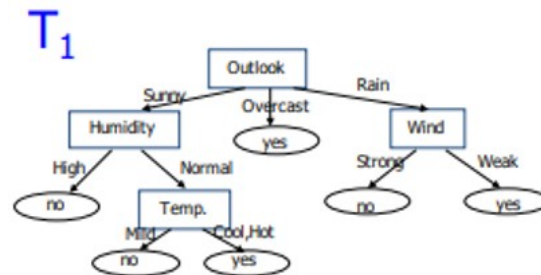 T1
Outlook
Sunny Overcast Rain
Humidity yes Wind
High Normal Strong Weak
no Temp. no yes
Mild Cool,Hot
no yes